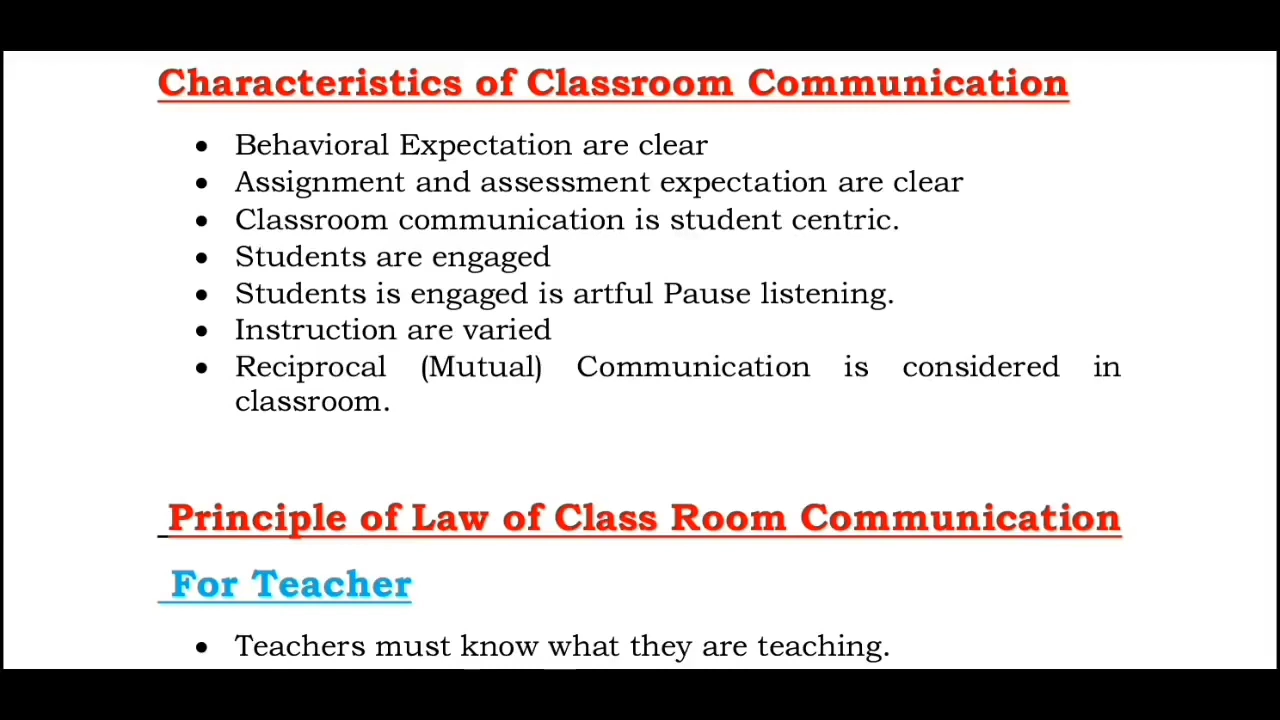 Characteristics of Classroom Communication
• Behavioral Expectation are clear
• Assignment and assessment expectation are clear
• Classroom communication is student centric.
• Students are engaged
• Students is engaged is artful Pause listening.
• Instruction are varied
• Reciprocal (Mutual) Communication is considered in
classroom.
Principle of Law of Class Room Communication
For Teacher
• Teachers must know what they are teaching.